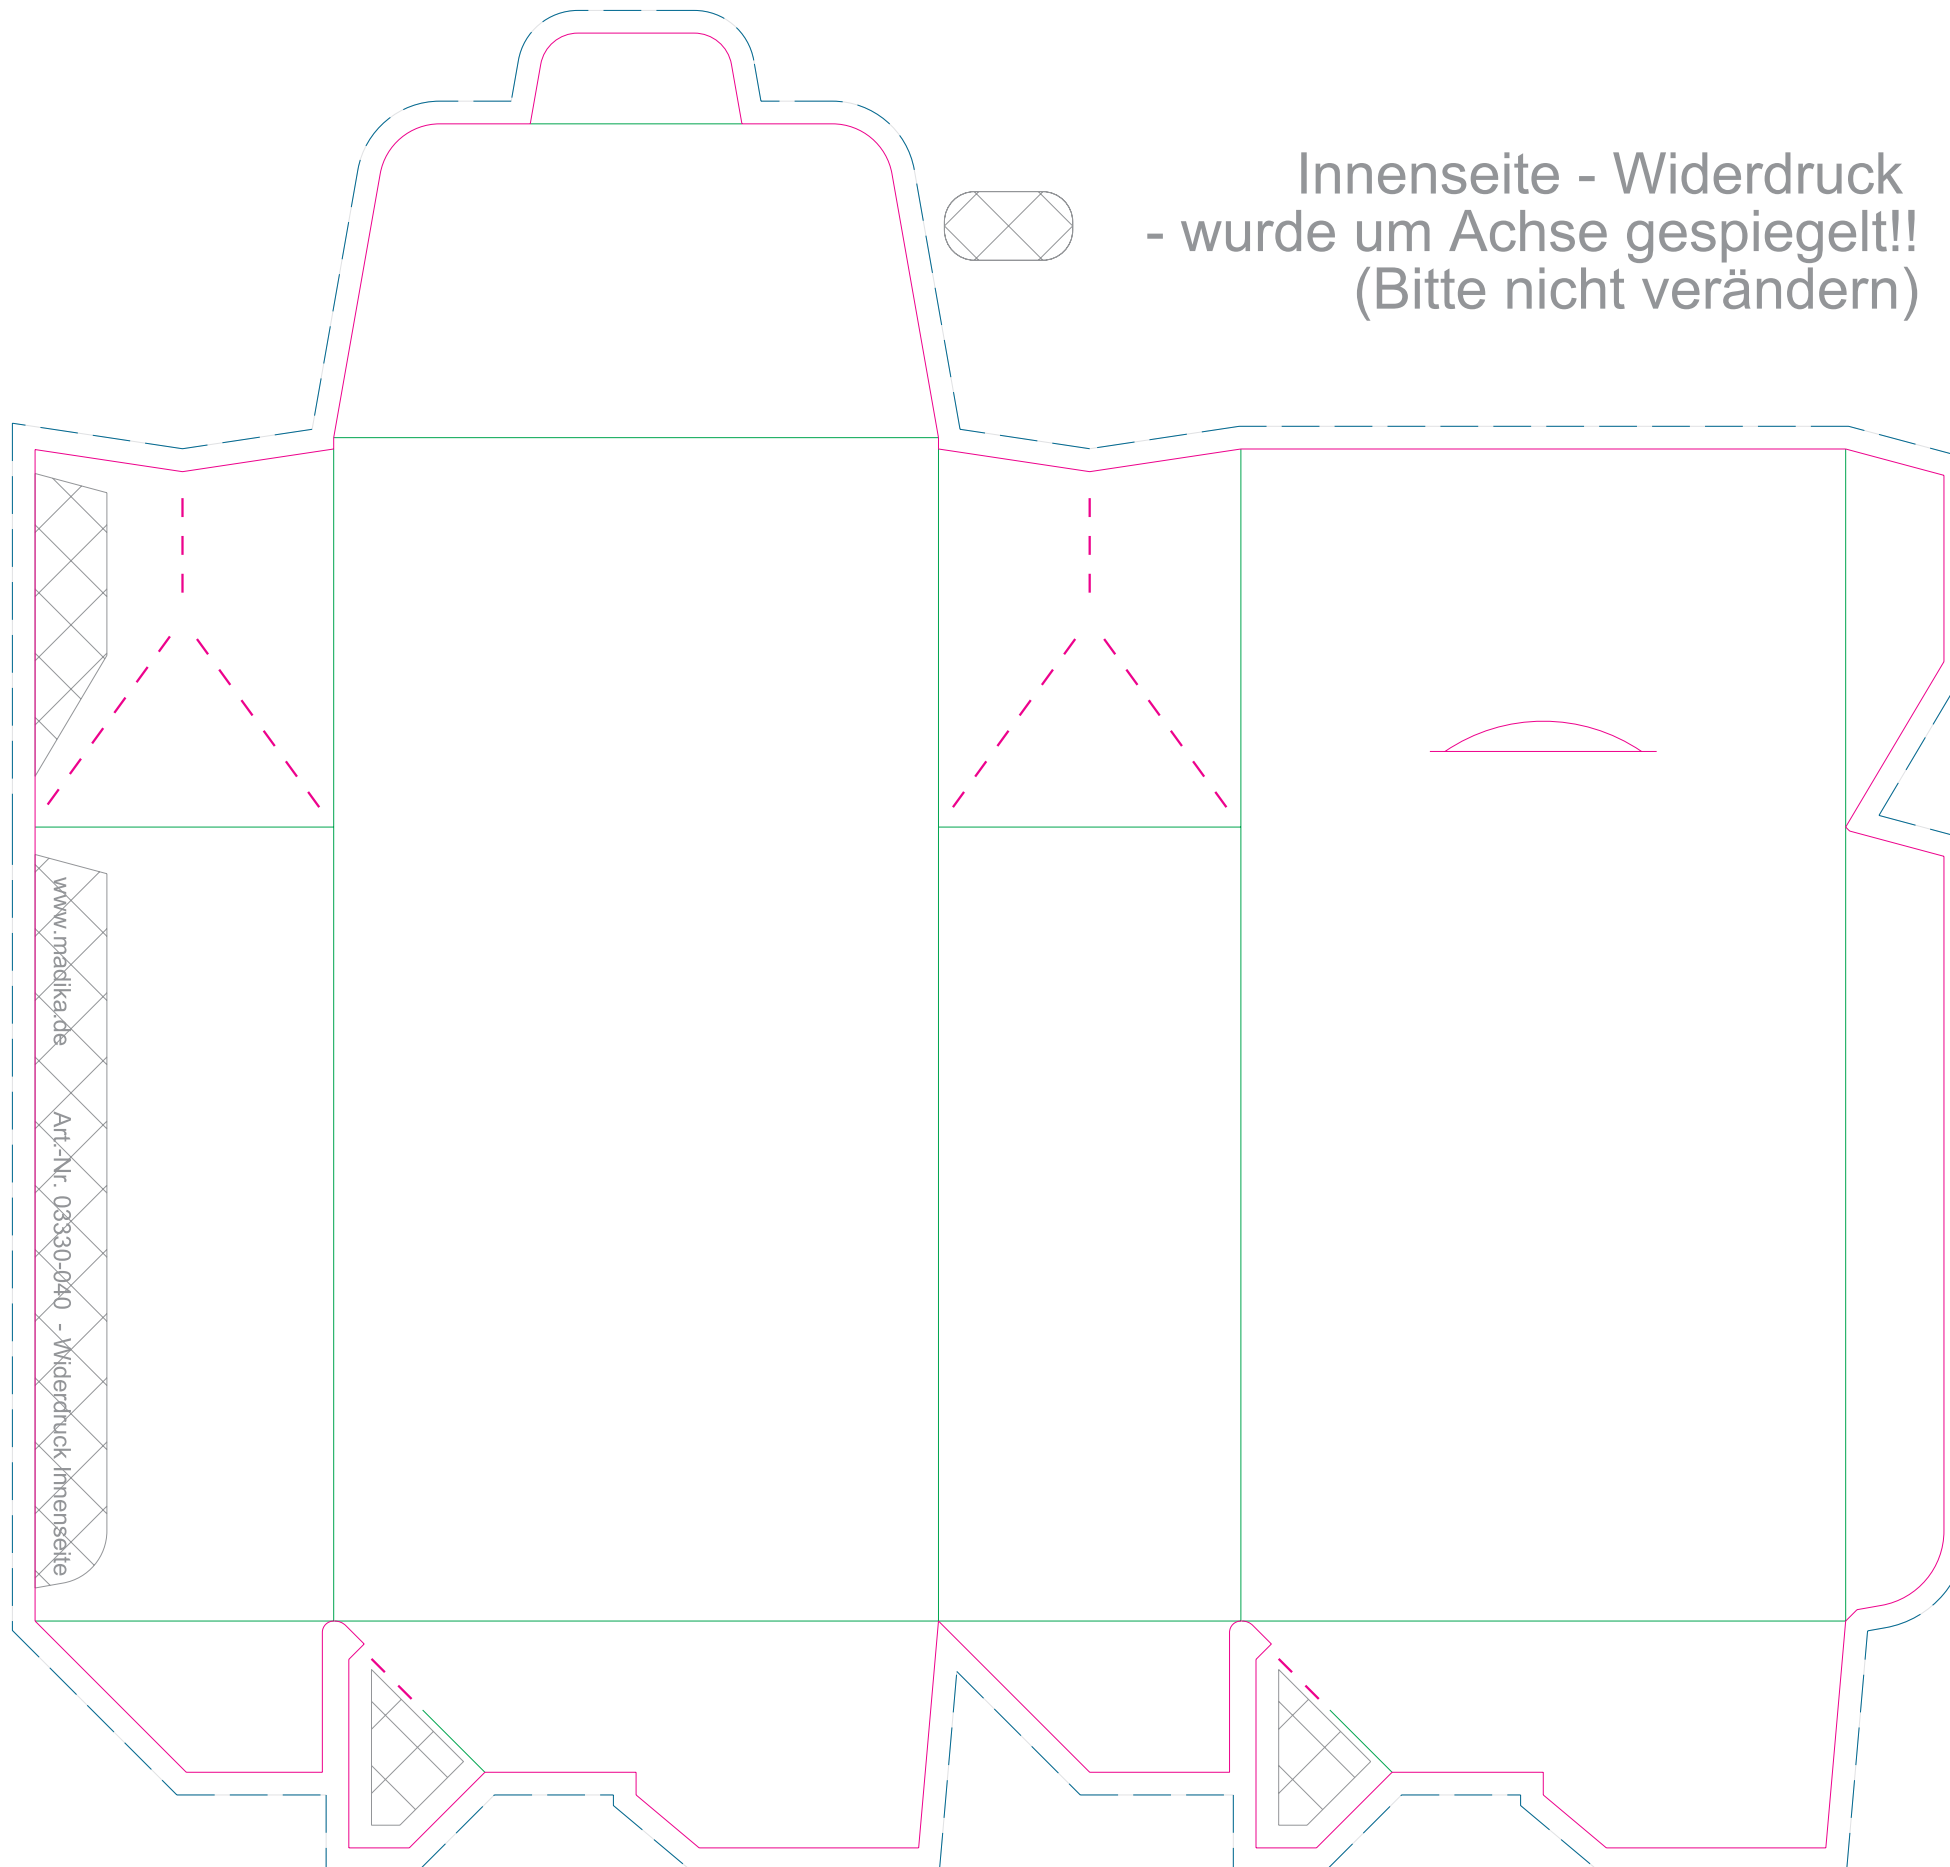 Innenseite - Widerdruck
- wurde um Achse gespiegelt!!
(Bitte nicht verändern)
www.madika.de Art.-Nr. 03330-040 - Widerdruck Innenseite